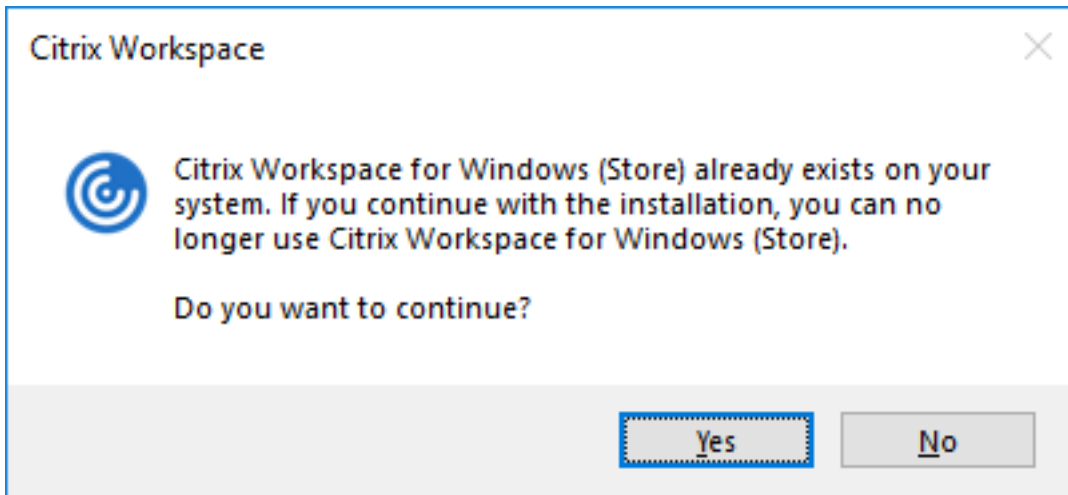 Citrix Workspace
Citrix Workspace for Windows (Store) already exists on your
system. If you continue with the installation, you can no
longer use Citrix Workspace for Windows (Store).
Do you want to continue?
Yes
No